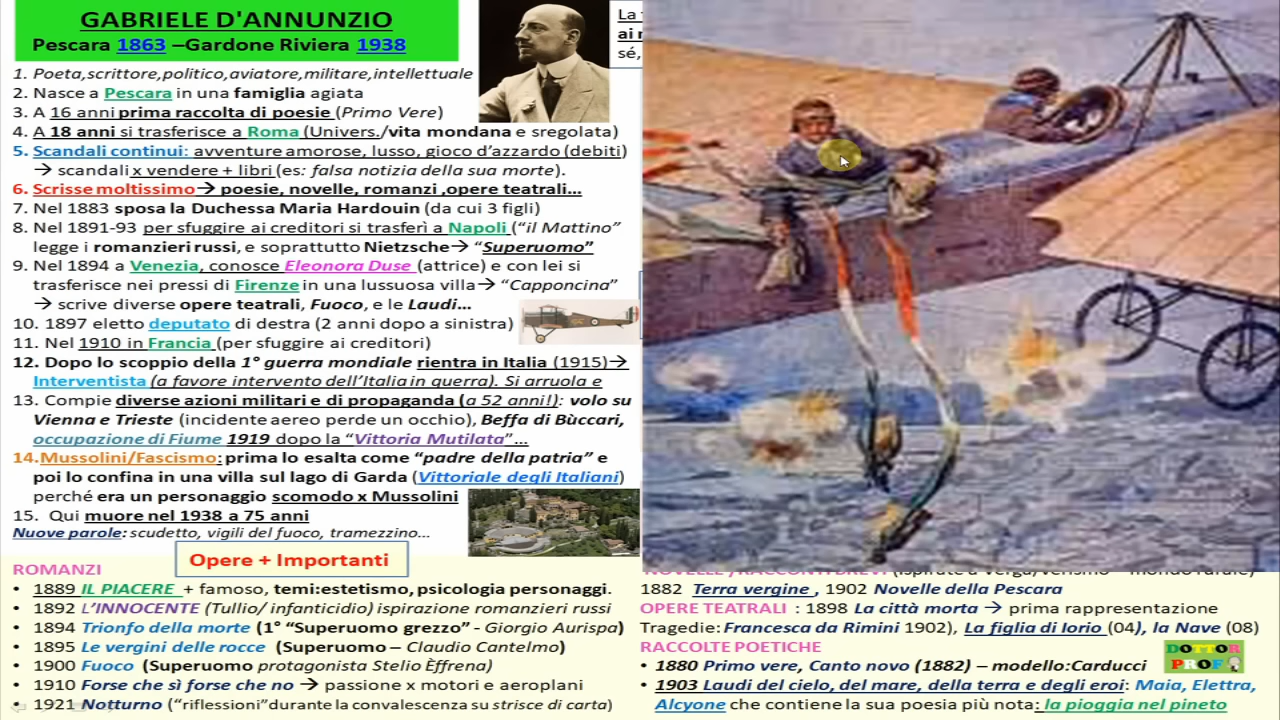 GABRIELE D'ANNUNZIO
Pescara 1863 –Gardone Riviera 1938
1. Poeta,scrittore,politico,aviatore,militare,intellettuale
2. Nasce a Pescara in una famiglia agiata
3. A 16 anni prima raccolta di poesie (Primo Vere)
4. A 18 anni si trasferisce a Roma (Univers./vita mondana e sregolata)
5. Scandali continui: avventure amorose, lusso, gioco d'azzardo (debiti)
→ scandali x vendere + libri (es: falsa notizia della sua morte).
6. Scrisse moltissimo→ poesie, novelle, romanzi ,opere teatrali...
7. Nel 1883 sposa la Duchessa Maria Hardouin (da cui 3 figli)
8. Nel 1891-93 per sfuggire ai creditori si trasferì a Napoli ("il Mattino"
legge i romanzieri russi, e soprattutto Nietzsche→ "Superuomo"
9. Nel 1894 a Venezia, conosce Eleonora Duse (attrice) e con lei si
trasferisce nei pressi di Firenze in una lussuosa villa→ "Capponcina"
→ scrive diverse opere teatrali, Fuoco, e le Laudi...
10. 1897 eletto deputato di destra (2 anni dopo a sinistra)
11. Nel 1910 in Francia (per sfuggire ai creditori)
12. Dopo lo scoppio della 1° guerra mondiale rientra in Italia (1915)→
Interventista (a favore intervento dell'Italia in guerra). Si arruola e
13. Compie diverse azioni militari e di propaganda (a 52 anni!): volo su
Vienna e Trieste (incidente aereo perde un occhio), Beffa di Bùccari,
occupazione di Fiume 1919 dopo la "Vittoria Mutilata"...
14.Mussolini/Fascismo: prima lo esalta come "padre della patria" e
poi lo confina in una villa sul lago di Garda (Vittoriale degli Italiani)
perché era un personaggio scomodo x Mussolini
15. Qui muore nel 1938 a 75 anni
Nuove parole: scudetto, vigili del fuoco, tramezzino...
Opere + Importanti
ROMANZI
• 1889 IL PIACERE + famoso, temi:estetismo, psicologia personaggi.
• 1892 L'INNOCENTE (Tullio/ infanticidio) ispirazione romanzieri russi
• 1894 Trionfo della morte (1° "Superuomo grezzo" - Giorgio Aurispa)
• 1895 Le vergini delle rocce (Superuomo – Claudio Cantelmo)
• 1900 Fuoco (Superuomo protagonista Stelio Èffrena)
• 1910 Forse che sì forse che no → passione x motori e aeroplani
• 1921 Notturno ("riflessioni"durante la convalescenza su strisce di carta)
La
ai
sé,
1882 Terra vergine , 1902 Novelle della Pescara
OPERE TEATRALI : 1898 La città morta → prima rappresentazione
Tragedie: Francesca da Rimini 1902), La figlia di Iorio (04), la Nave (08)
RACCOLTE POETICHE
• 1880 Primo vere, Canto novo (1882) – modello:Carducci
• 1903 Laudi del cielo, del mare, della terra e degli eroi: Maia, Elettra,
Alcyone che contiene la sua poesia più nota: la pioggia nel pineto
DOTTOR
PROF